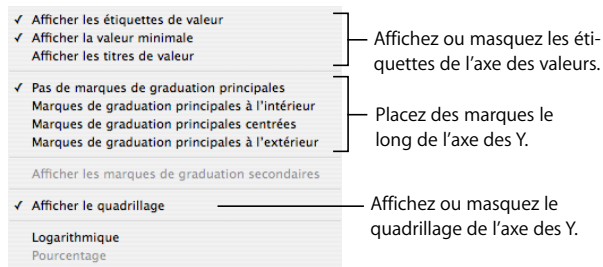 ✓ Afficher les étiquettes de valeur
✓ Afficher la valeur minimale
Afficher les titres de valeur
Affichez ou masquez les éti-
quettes de l'axe des valeurs.
✓ Pas de marques de graduation principales
Marques de graduation principales à l'intérieur
Marques de graduation principales centrées
Marques de graduation principales à l'extérieur
Placez des marques le
long de l'axe des Y.
Afficher les marques de graduation secondaires
✓ Afficher le quadrillage
Affichez ou masquez le
quadrillage de l'axe des Y.
Logarithmique
Pourcentage